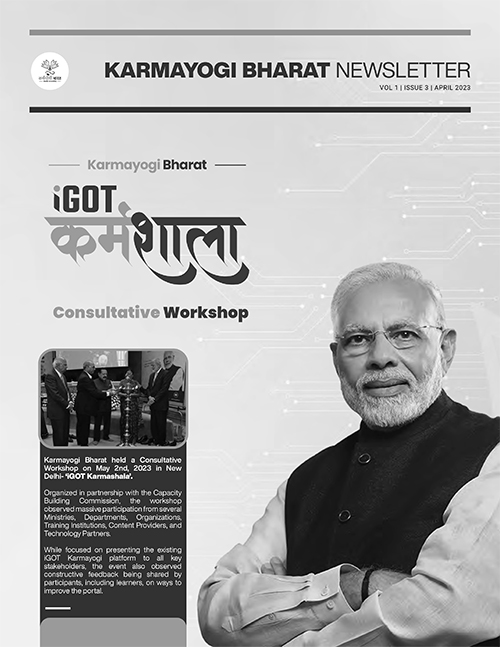 KARMAYOGI BHARAT NEWSLETTER
VOL 1 | ISSUE 3 | APRIL 2023
Karmayogi Bharat
iGOT
कर्मशाला
Consultative Workshop
Karmayogi Bharat held a Consultative
Workshop on May 2nd, 2023 in New
Delhi- 'iGOT Karmashala'.
Organized in partnership with the Capacity
Building Commission, the workshop
observed massive participation from several
Ministries, Departments, Organizations,
Training Institutions, Content Providers, and
Technology Partners.
While focused on presenting the existing
iGOT Karmayogi platform to all key
stakeholders, the event also observed
constructive feedback being shared by
participants, including learners, on ways to
improve the portal.